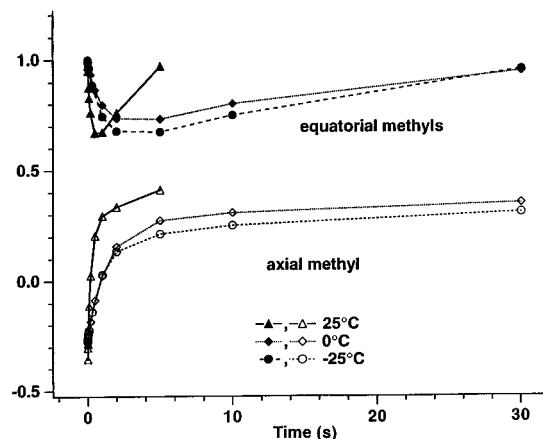 1.0
equatorial methyls
0.5
axial methyl
0.0
▲,△ 25°C
◆,◇ 0°C
●,○ -25°C
-0.5
0 10 20 30
Time (s)